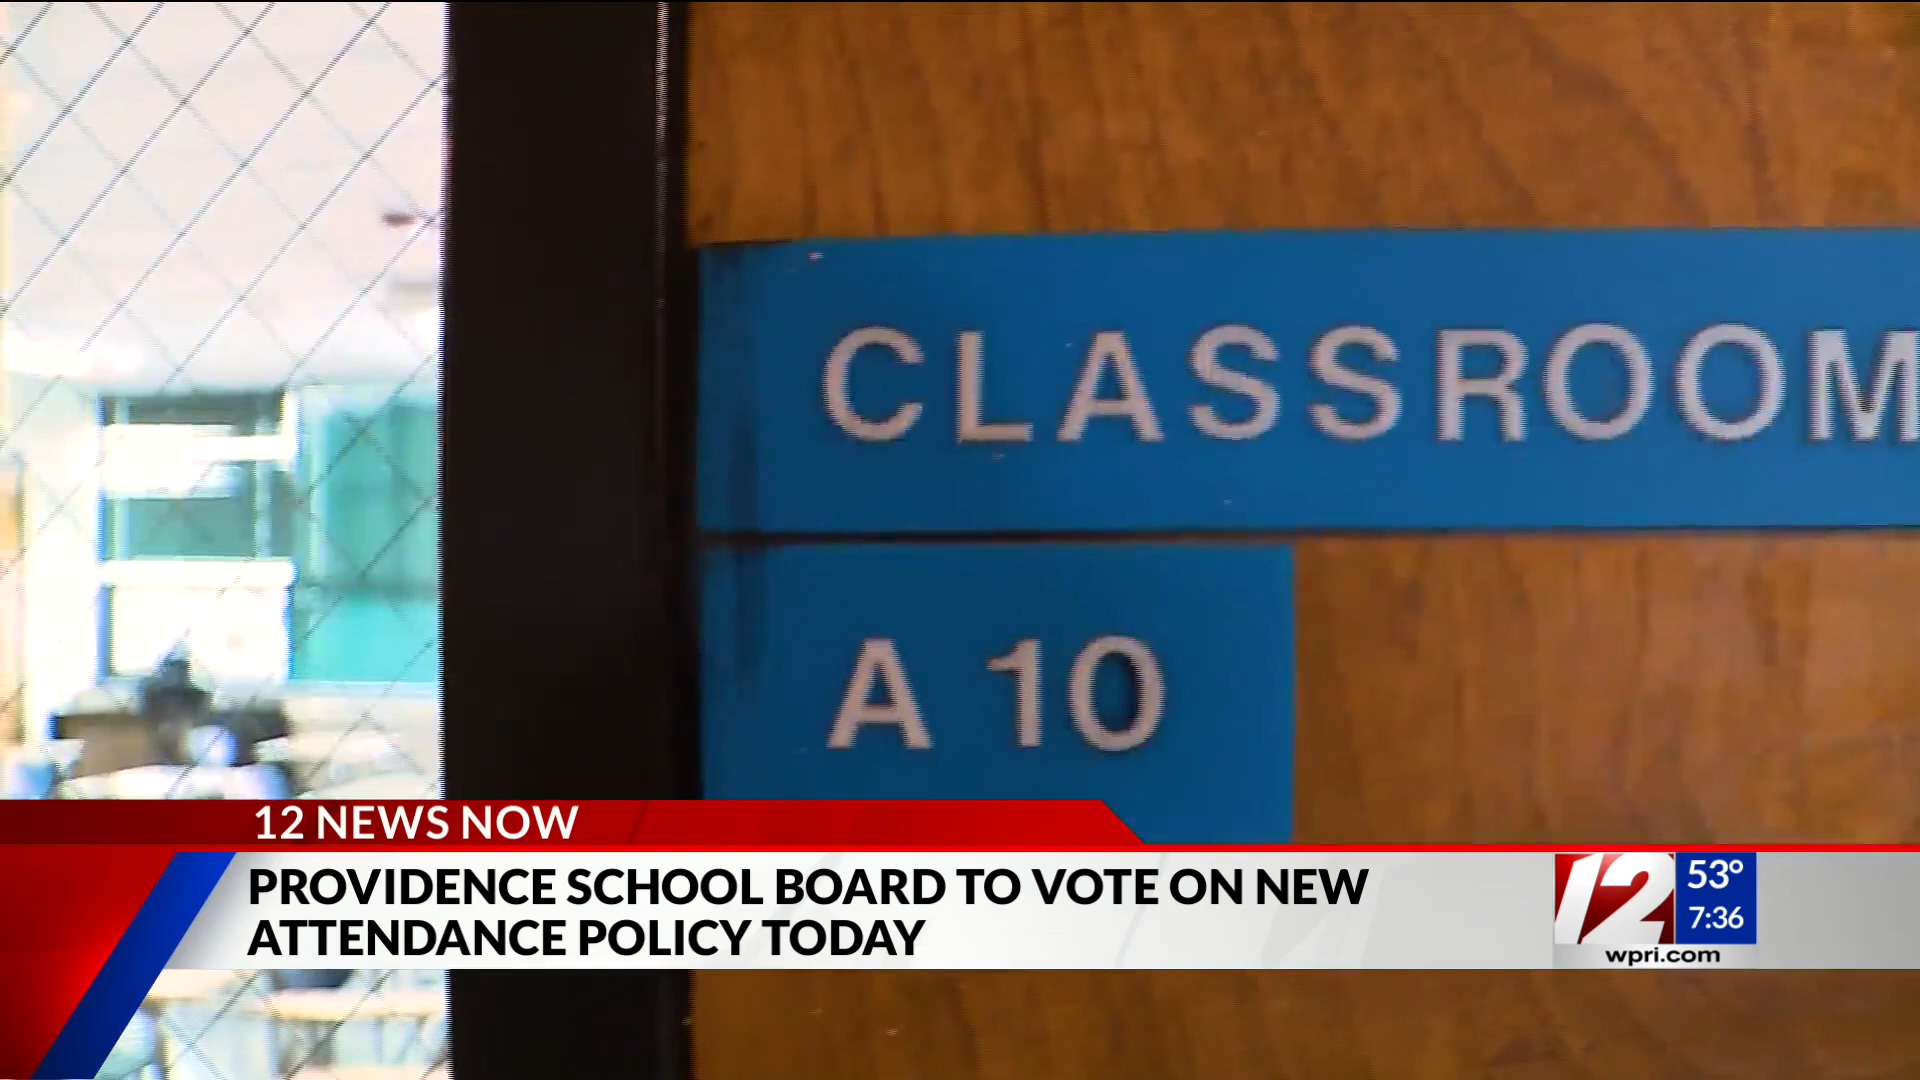 CLASSROOM
A 10
12 NEWS NOW
PROVIDENCE SCHOOL BOARD TO VOTE ON NEW
ATTENDANCE POLICY TODAY
12
53°
7:36
wpri.com